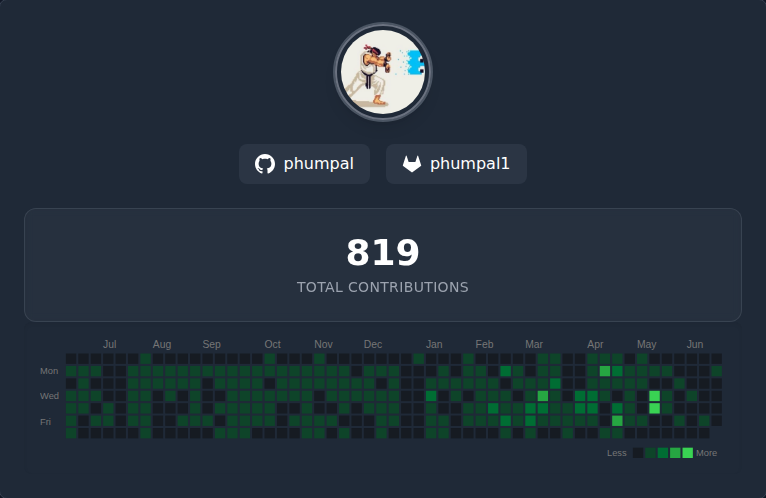 phumpal phumpal1
819
TOTAL CONTRIBUTIONS
Jul Aug Sep Oct Nov Dec Jan Feb Mar Apr May Jun
Mon
Wed
Fri
Less More